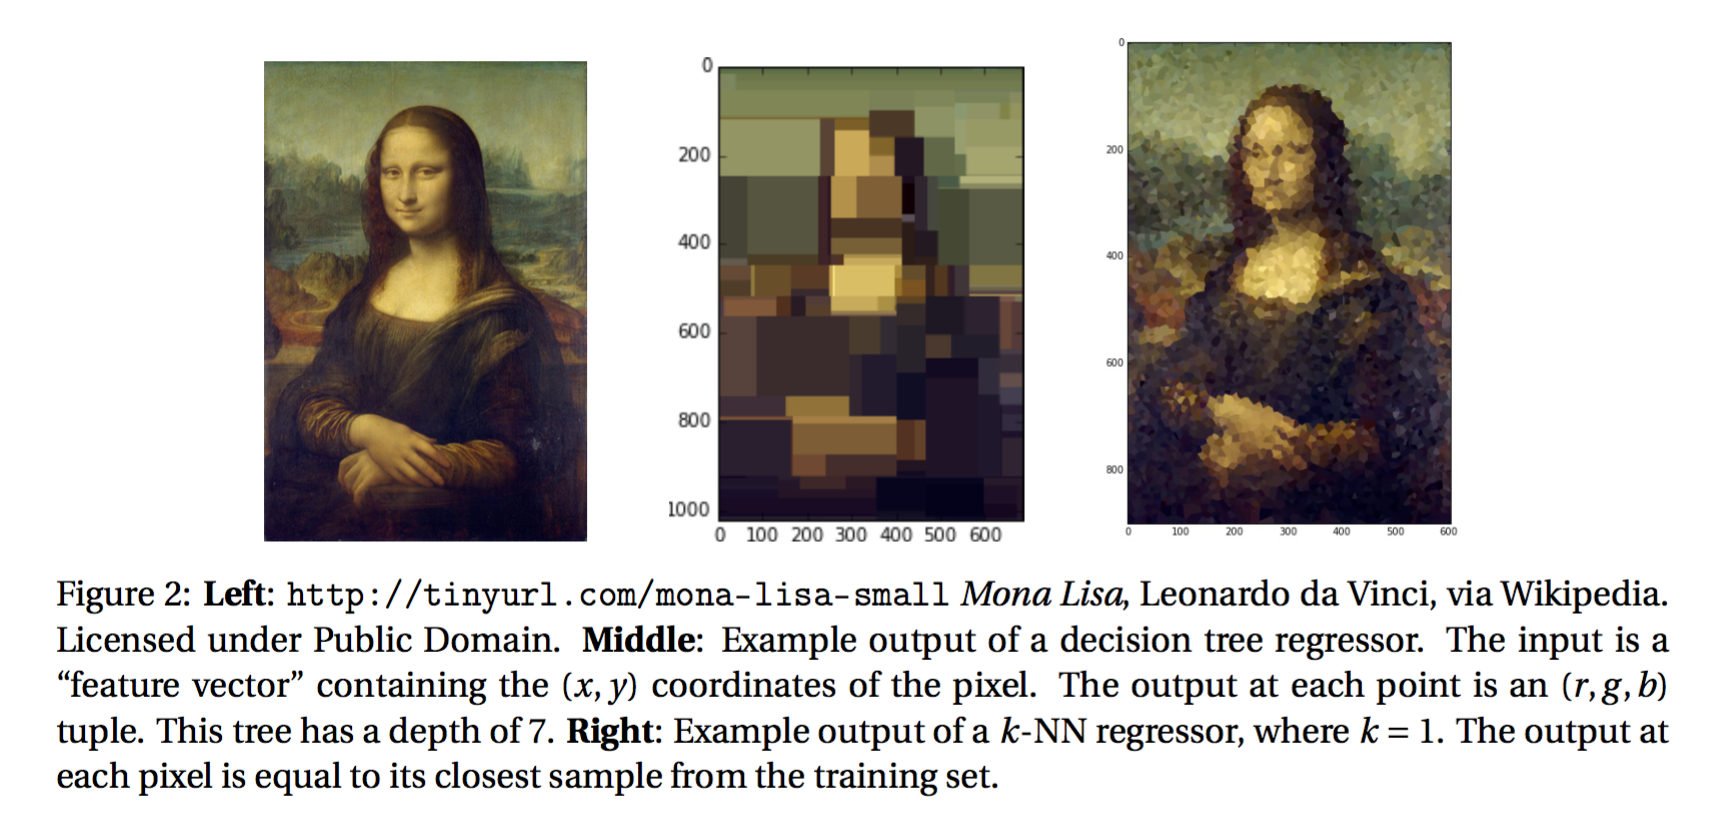 0
200
400
600
800
1000
0 100 200 300 400 500 600
0
200
400
600
800
0 100 200 300 400 500 600
Figure 2: Left: http://tinyurl.com/mona-lisa-small Mona Lisa, Leonardo da Vinci, via Wikipedia.
Licensed under Public Domain. Middle: Example output of a decision tree regressor. The input is a
“feature vector” containing the (x, y) coordinates of the pixel. The output at each point is an (r, g, b)
tuple. This tree has a depth of 7. Right: Example output of a k-NN regressor, where k = 1. The output at
each pixel is equal to its closest sample from the training set.